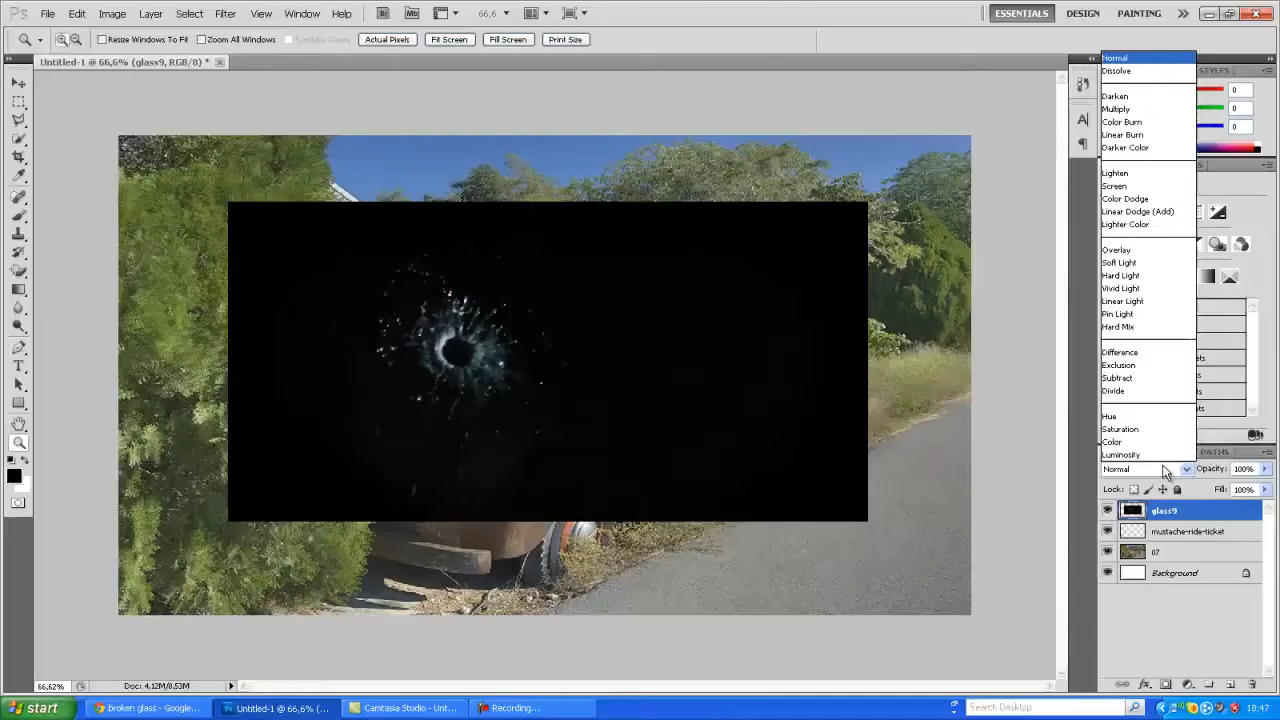 Ps File Edit Image Layer Select Filter View Window Help Br Mb 66,6 ESSENTIALS DESIGN PAINTING
Resize Windows To Fit Zoom All Windows Scrubby Zoom Actual Pixels Fit Screen Fill Screen Print Size
Untitled-1 @ 66,6% (glass9, RGB/8) *
STYLES
0
0
0
Normal
Dissolve
Darken
Multiply
Color Burn
Linear Burn
Darker Color
Lighten
Screen
Color Dodge
Linear Dodge (Add)
Lighter Color
Overlay
Soft Light
Hard Light
Vivid Light
Linear Light
Pin Light
Hard Mix
Difference
Exclusion
Subtract
Divide
Hue
Saturation
Color
Luminosity
PATHS
Normal Opacity: 100%
Lock: Fill: 100%
glass9
mustache-ride-ticket
07
Background
66,62% Doc: 4,12M/8,53M
start broken glass - Google... Untitled-1 @ 66,6% (... Camtasia Studio - Unt... Recording... Search Desktop 18:47